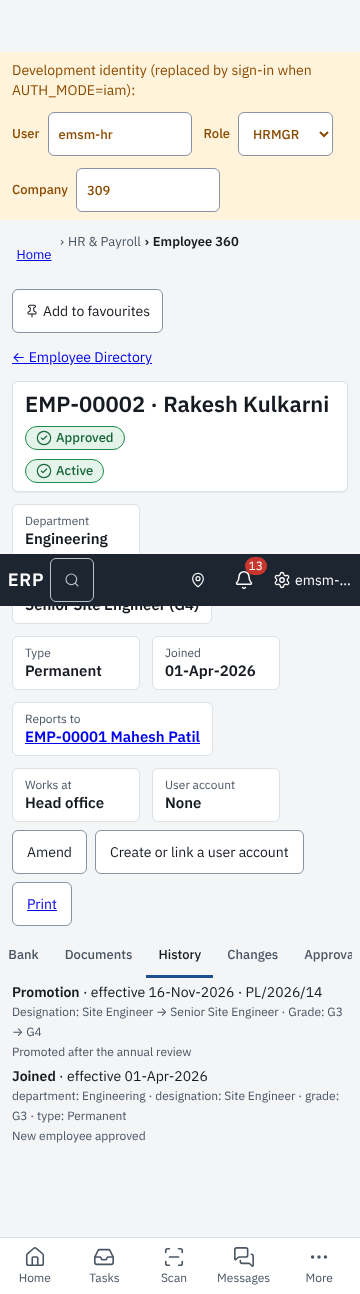 Development identity (replaced by sign-in when
AUTH_MODE=iam):
User emsm-hr Role HRMGR
Company 309
Home › HR & Payroll › Employee 360
Add to favourites
← Employee Directory
EMP-00002 · Rakesh Kulkarni
Approved
Active
Department
Engineering
ERP 13 emsm-...
Senior Site Engineer (G4)
Type Joined
Permanent 01-Apr-2026
Reports to
EMP-00001 Mahesh Patil
Works at User account
Head office None
Amend Create or link a user account
Print
Bank Documents History Changes Approva
Promotion · effective 16-Nov-2026 · PL/2026/14
Designation: Site Engineer → Senior Site Engineer · Grade: G3
→ G4
Promoted after the annual review
Joined · effective 01-Apr-2026
department: Engineering · designation: Site Engineer · grade:
G3 · type: Permanent
New employee approved
Home Tasks Scan Messages More